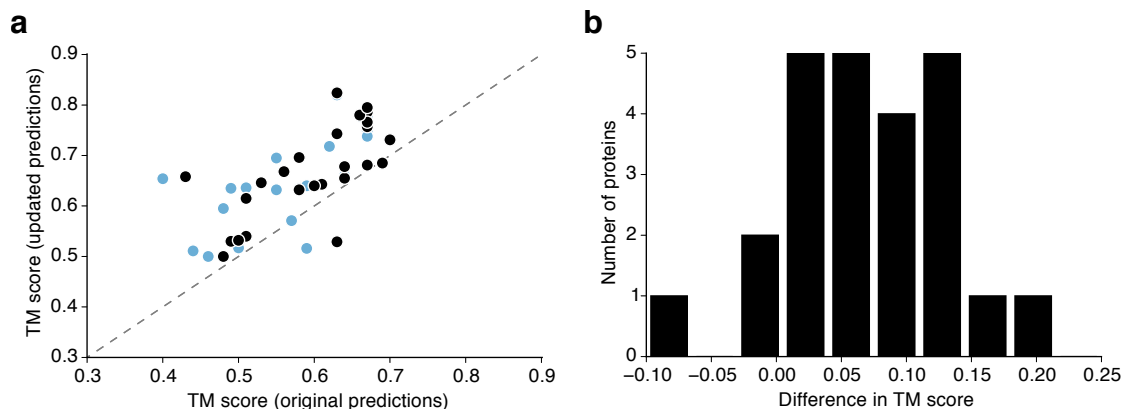 a
TM score (updated predictions)
0.9
0.8
0.7
0.6
0.5
0.4
0.3
0.3 0.4 0.5 0.6 0.7 0.8 0.9
TM score (original predictions)
b
Number of proteins
5
4
3
2
1
0
−0.10 −0.05 0.00 0.05 0.10 0.15 0.20 0.25
Difference in TM score